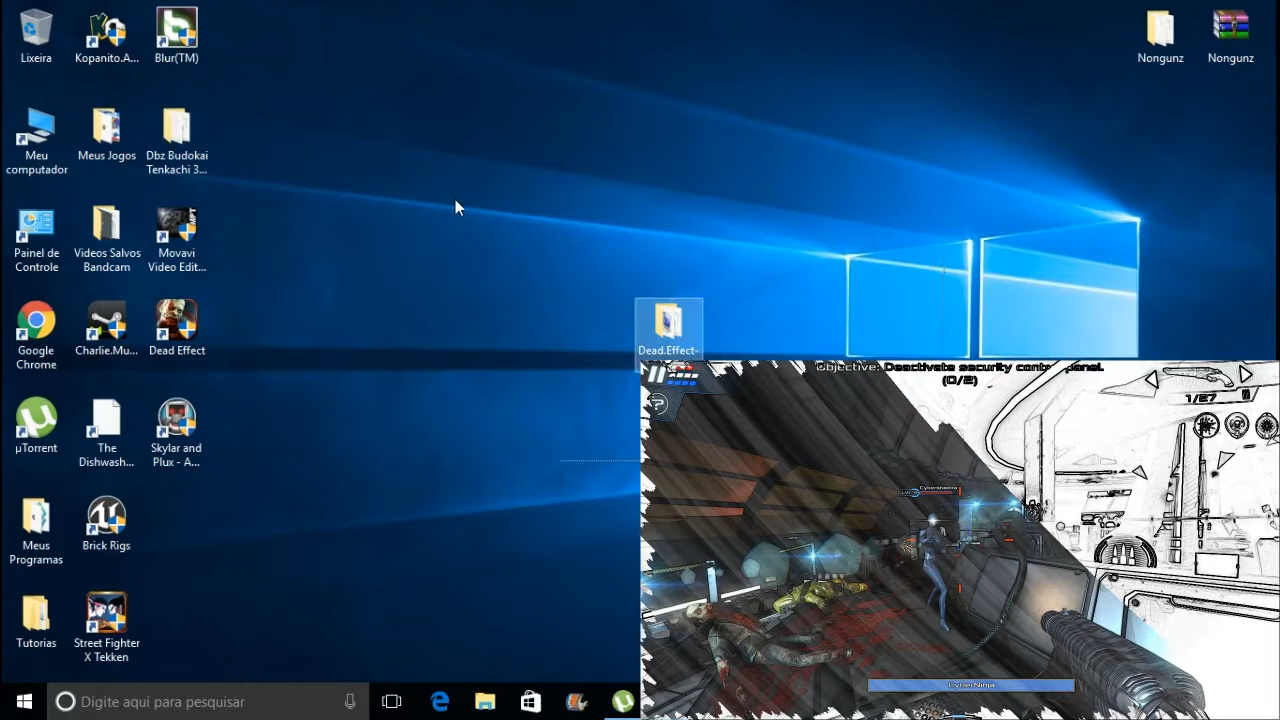 Lixeira
Kopanito.A...
Blur(TM)
Nongunz
Nongunz
Meu
computador
Meus Jogos
Dbz Budokai
Tenkachi 3...
Painel de
Controle
Videos Salvos
Bandcam
Movavi
Video Edit...
Google
Chrome
Charlie.Mu...
Dead Effect
Dead.Effect-
µTorrent
The
Dishwash...
Skylar and
Plux - A...
Meus
Programas
Brick Rigs
Tutorias
Street Fighter
X Tekken
Digite aqui para pesquisar
Objective: Deactivate security control panel.
(0/2)
1/27
?
Cybershadow
CyberNinja